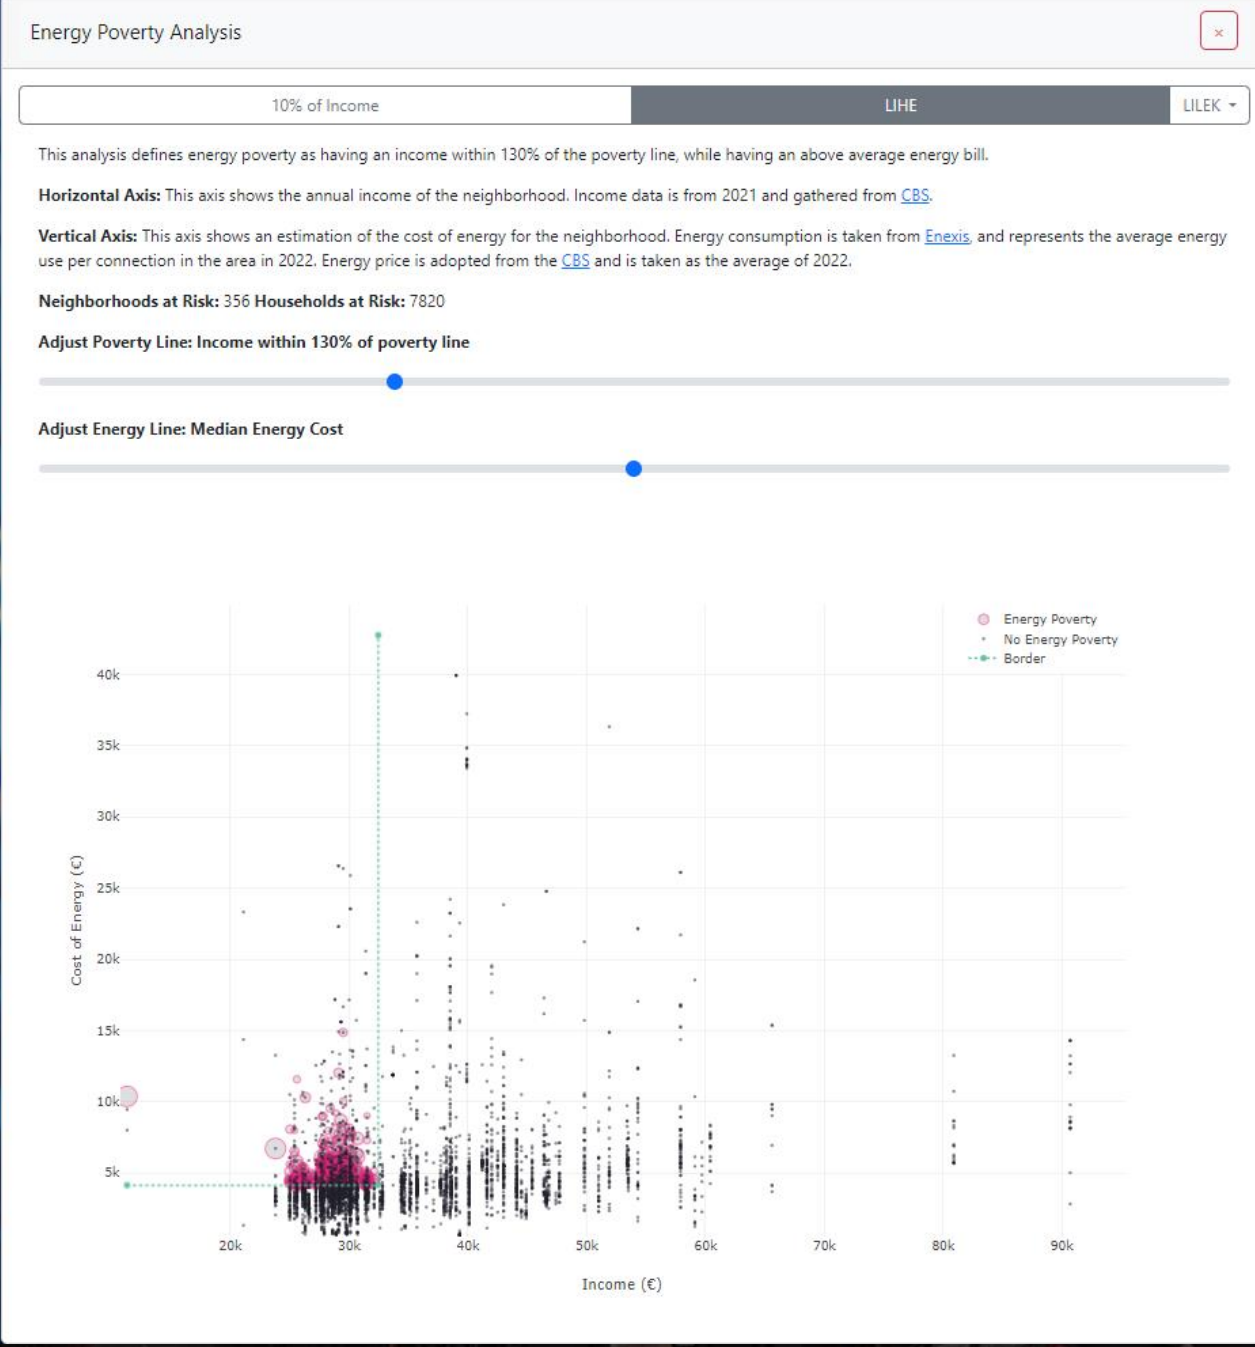 Energy Poverty Analysis
×
10% of Income
LIHE
LILEK
This analysis defines energy poverty as having an income within 130% of the poverty line, while having an above average energy bill.
Horizontal Axis: This axis shows the annual income of the neighborhood. Income data is from 2021 and gathered from CBS.
Vertical Axis: This axis shows an estimation of the cost of energy for the neighborhood. Energy consumption is taken from Enexis, and represents the average energy
use per connection in the area in 2022. Energy price is adopted from the CBS and is taken as the average of 2022.
Neighborhoods at Risk: 356 Households at Risk: 7820
Adjust Poverty Line: Income within 130% of poverty line
Adjust Energy Line: Median Energy Cost
Energy Poverty
No Energy Poverty
Border
40k
35k
30k
25k
20k
15k
10k
5k
Cost of Energy (€)
20k
30k
40k
50k
60k
70k
80k
90k
Income (€)